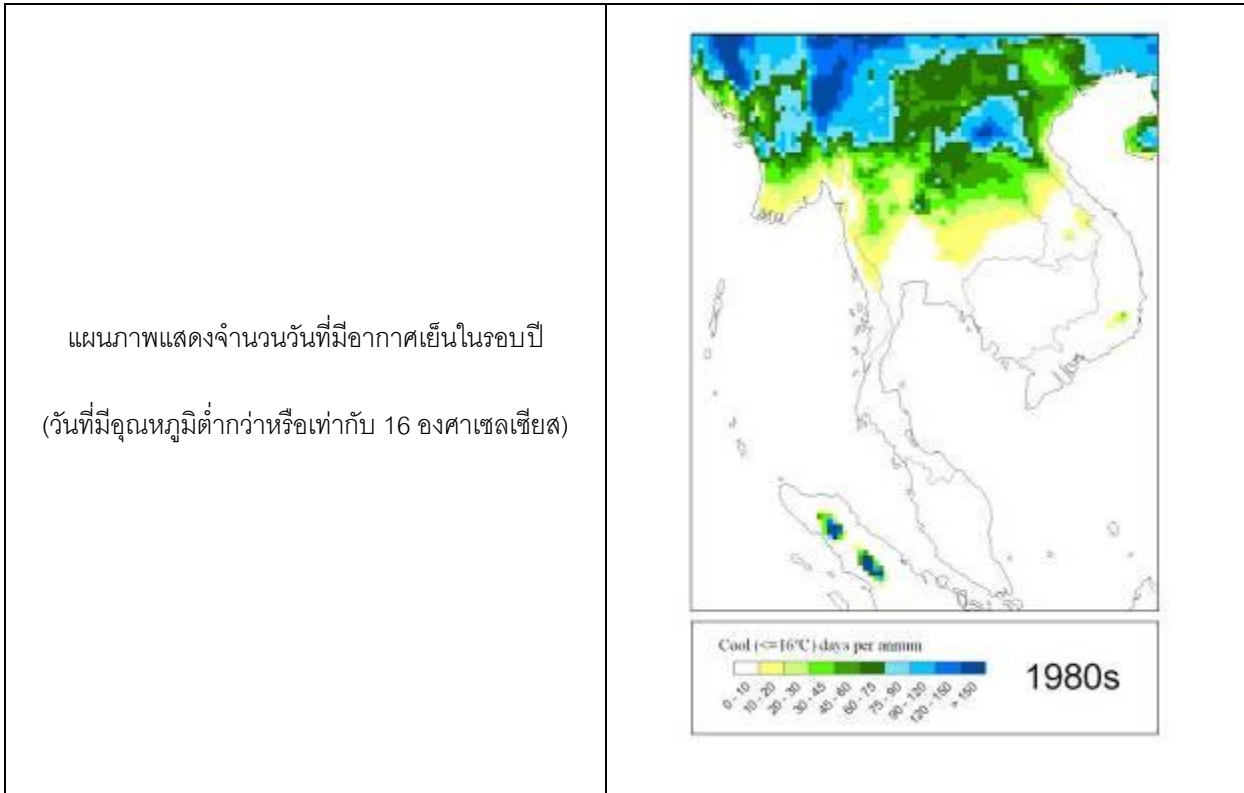 แผนภาพแสดงจำนวนวันที่มีอากาศเย็นในรอบปี
(วันที่มีอุณหภูมิต่ำกว่าหรือเท่ากับ 16 องศาเซลเซียส)
Cool (<=16°C) days per annum
0 - 10
10 - 20
20 - 30
30 - 45
45 - 60
60 - 75
75 - 90
90 - 120
120 - 150
> 150
1980s